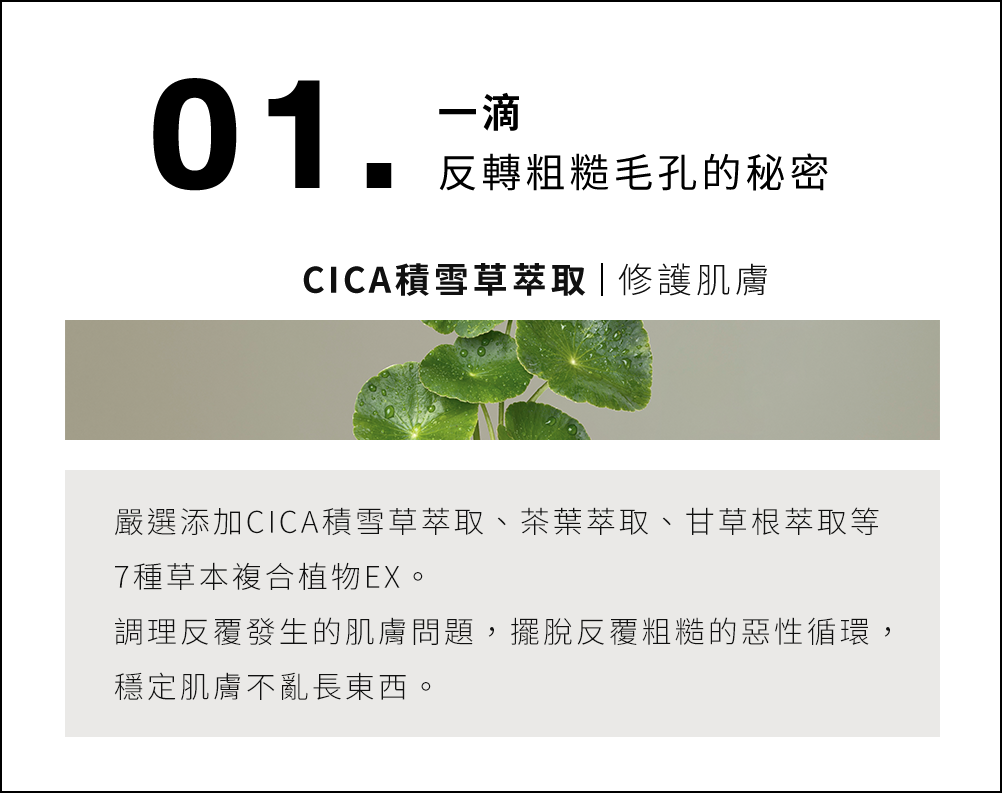 01.
一滴
反轉粗糙毛孔的秘密
CICA積雪草萃取|修護肌膚
嚴選添加CICA積雪草萃取、茶葉萃取、甘草根萃取等
7種草本複合植物EX。
調理反覆發生的肌膚問題，擺脫反覆粗糙的惡性循環，
穩定肌膚不亂長東西。